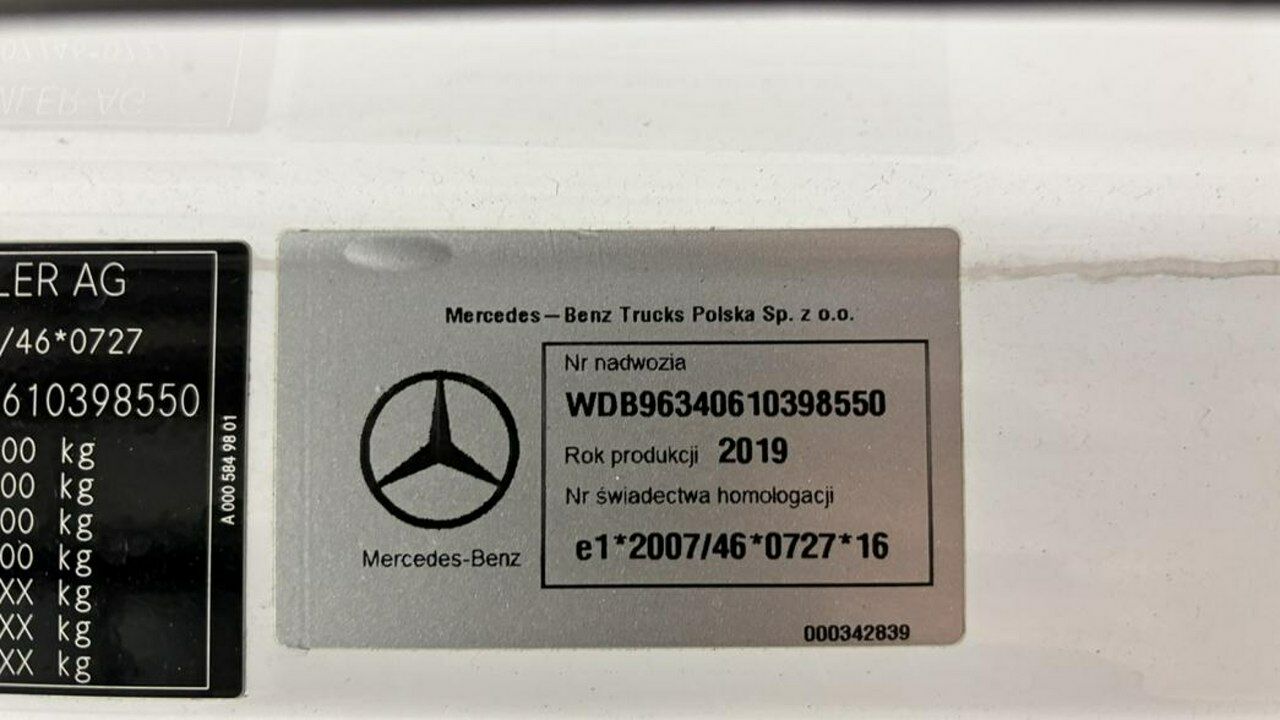 LER AG
/46*0727
610398550
00 kg
00 kg
00 kg
00 kg
XX kg
XX kg
XX kg
A 000 584 98 01
Mercedes-Benz Trucks Polska Sp. z o.o.
Nr nadwozia
WDB96340610398550
Rok produkcji 2019
Nr świadectwa homologacji
e1*2007/46*0727*16
Mercedes-Benz
000342839